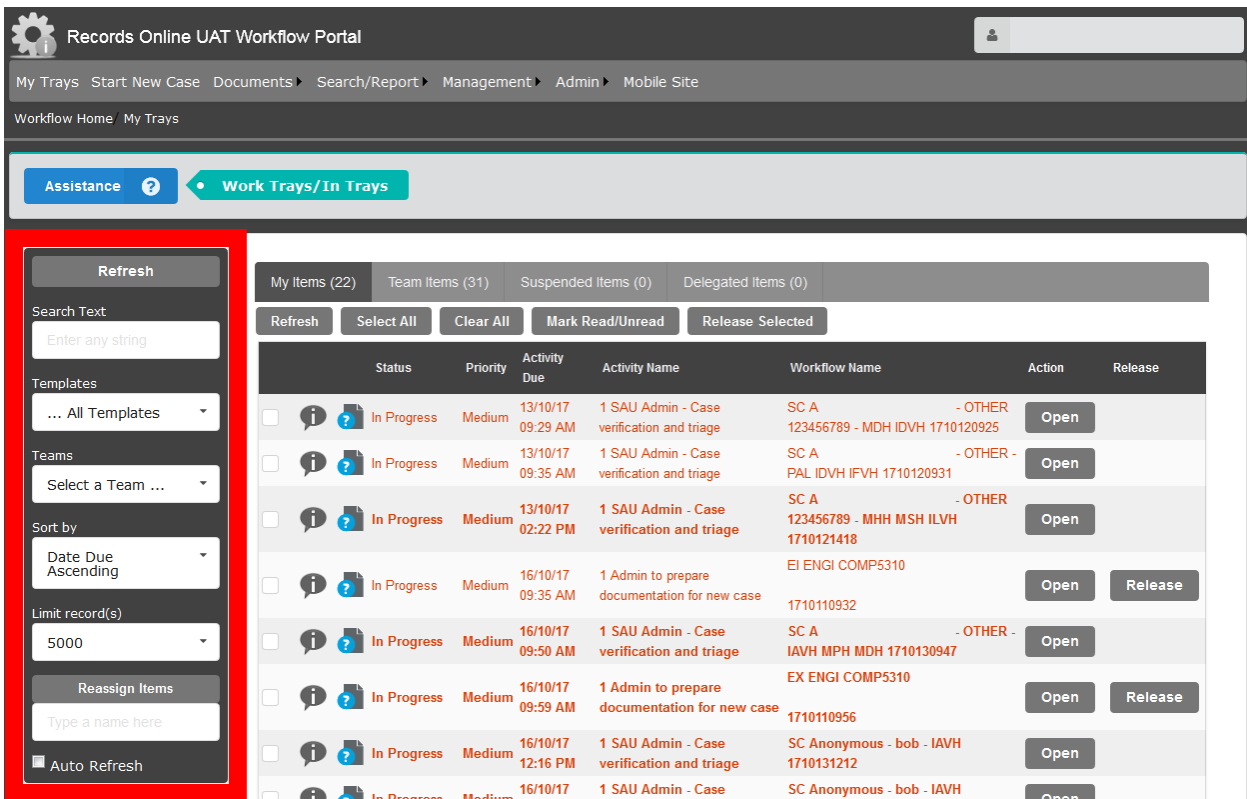 Records Online UAT Workflow Portal
My Trays Start New Case Documents Search/Report Management Admin Mobile Site
Workflow Home/ My Trays
Assistance ? Work Trays/In Trays
Refresh
Search Text
Enter any string
Templates
... All Templates
Teams
Select a Team ...
Sort by
Date Due
Ascending
Limit record(s)
5000
Reassign Items
Type a name here
Auto Refresh
My Items (22) Team Items (31) Suspended Items (0) Delegated Items (0)
Refresh Select All Clear All Mark Read/Unread Release Selected
Status Priority Activity Due Activity Name Workflow Name Action Release
In Progress Medium 13/10/17 09:29 AM 1 SAU Admin - Case verification and triage SC A - OTHER 123456789 - MDH IDVH 1710120925 Open
In Progress Medium 13/10/17 09:35 AM 1 SAU Admin - Case verification and triage SC A - OTHER - PAL IDVH IFVH 1710120931 Open
In Progress Medium 13/10/17 02:22 PM 1 SAU Admin - Case verification and triage SC A - OTHER 123456789 - MHH MSH ILVH 1710121418 Open
In Progress Medium 16/10/17 09:35 AM 1 Admin to prepare documentation for new case EI ENGI COMP5310 1710110932 Open Release
In Progress Medium 16/10/17 09:50 AM 1 SAU Admin - Case verification and triage SC A - OTHER - IAVH MPH MDH 1710130947 Open
In Progress Medium 16/10/17 09:59 AM 1 Admin to prepare documentation for new case EX ENGI COMP5310 1710110956 Open Release
In Progress Medium 16/10/17 12:16 PM 1 SAU Admin - Case verification and triage SC Anonymous - bob - IAVH 1710131212 Open
In Progress Medium 16/10/17 1 SAU Admin - Case SC Anonymous - bob - IAVH Open